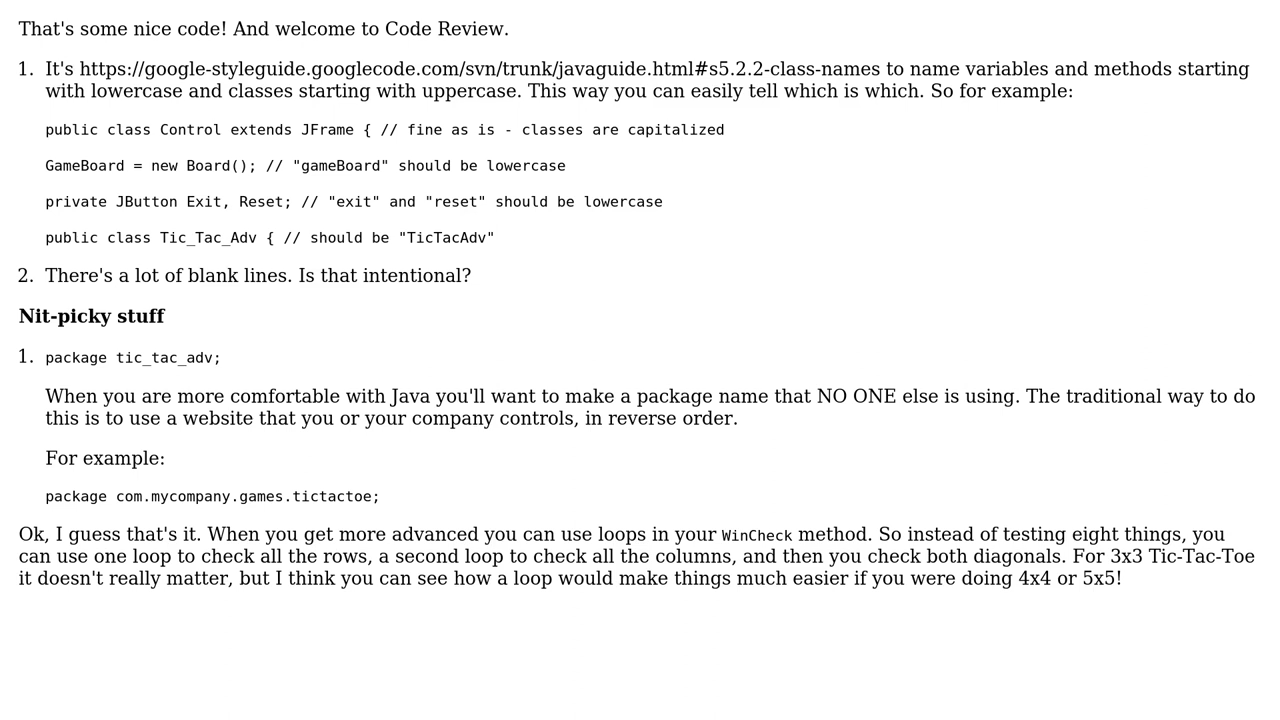 That's some nice code! And welcome to Code Review.
1. It's https://google-styleguide.googlecode.com/svn/trunk/javaguide.html#s5.2.2-class-names to name variables and methods starting
with lowercase and classes starting with uppercase. This way you can easily tell which is which. So for example:
public class Control extends JFrame { // fine as is - classes are capitalized
GameBoard = new Board(); // "gameBoard" should be lowercase
private JButton Exit, Reset; // "exit" and "reset" should be lowercase
public class Tic_Tac_Adv { // should be "TicTacAdv"
2. There's a lot of blank lines. Is that intentional?
Nit-picky stuff
1. package tic_tac_adv;
When you are more comfortable with Java you'll want to make a package name that NO ONE else is using. The traditional way to do
this is to use a website that you or your company controls, in reverse order.
For example:
package com.mycompany.games.tictactoe;
Ok, I guess that's it. When you get more advanced you can use loops in your WinCheck method. So instead of testing eight things, you
can use one loop to check all the rows, a second loop to check all the columns, and then you check both diagonals. For 3x3 Tic-Tac-Toe
it doesn't really matter, but I think you can see how a loop would make things much easier if you were doing 4x4 or 5x5!